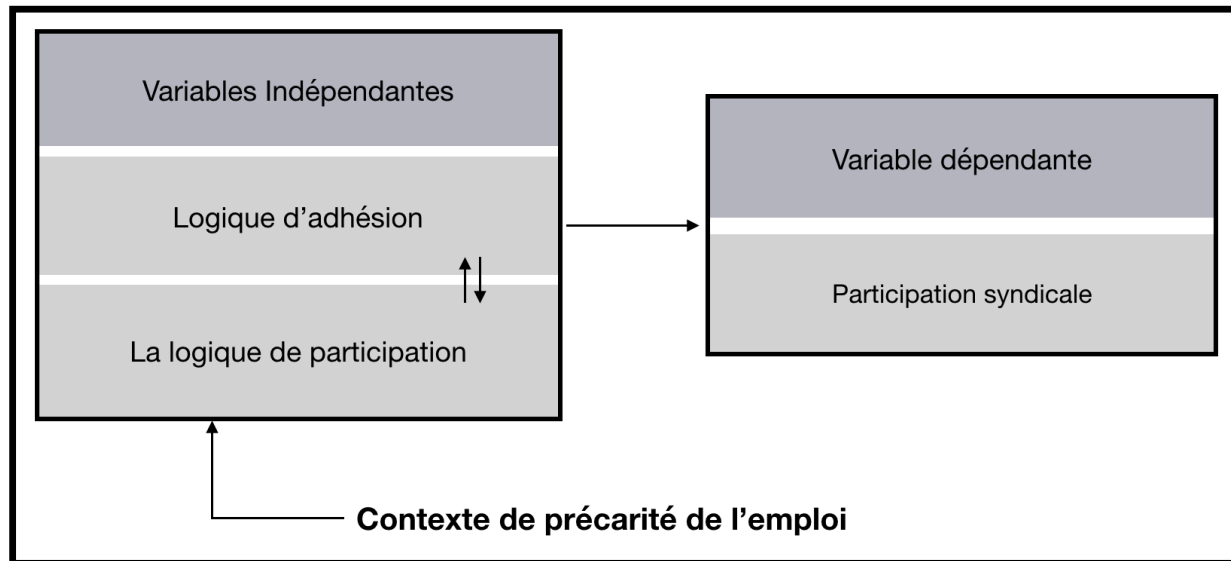 Variables Indépendantes
Logique d’adhésion
La logique de participation
Variable dépendante
Participation syndicale
Contexte de précarité de l’emploi